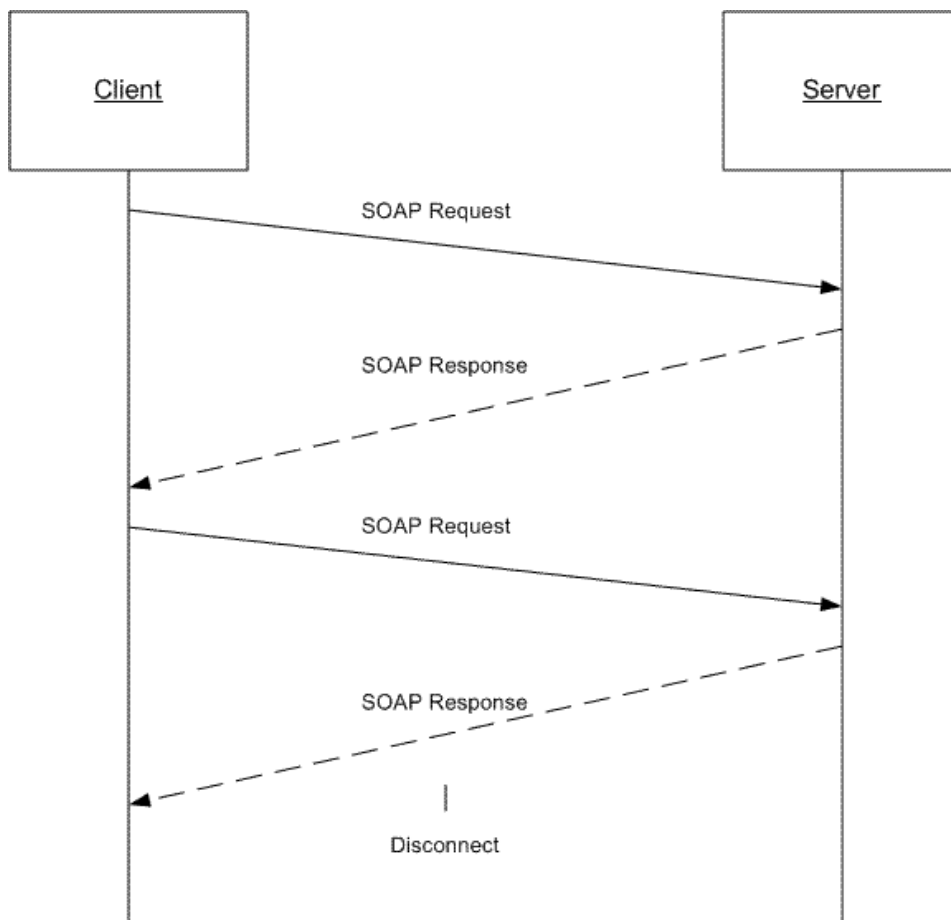 Client
Server
SOAP Request
SOAP Response
SOAP Request
SOAP Response
Disconnect